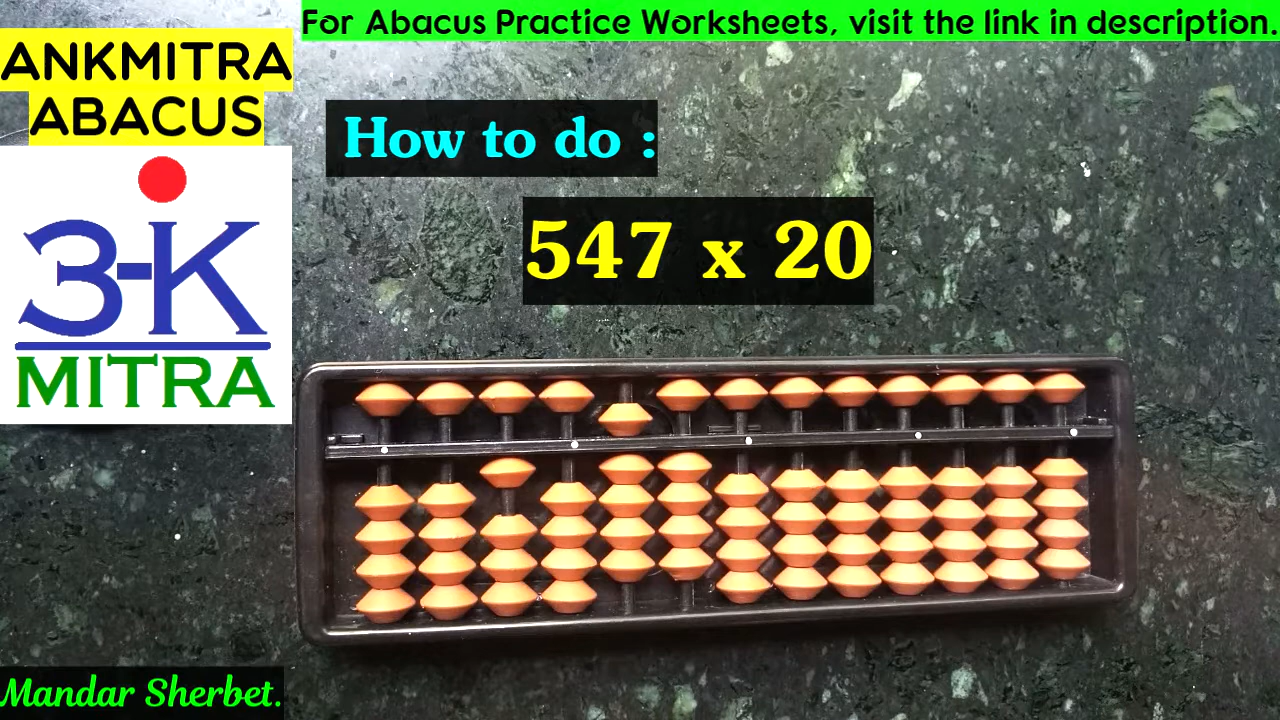 For Abacus Practice Worksheets, visit the link in description.
ANKMITRA
ABACUS
3-K
MITRA
How to do :
547 x 20
Mandar Sherbet.